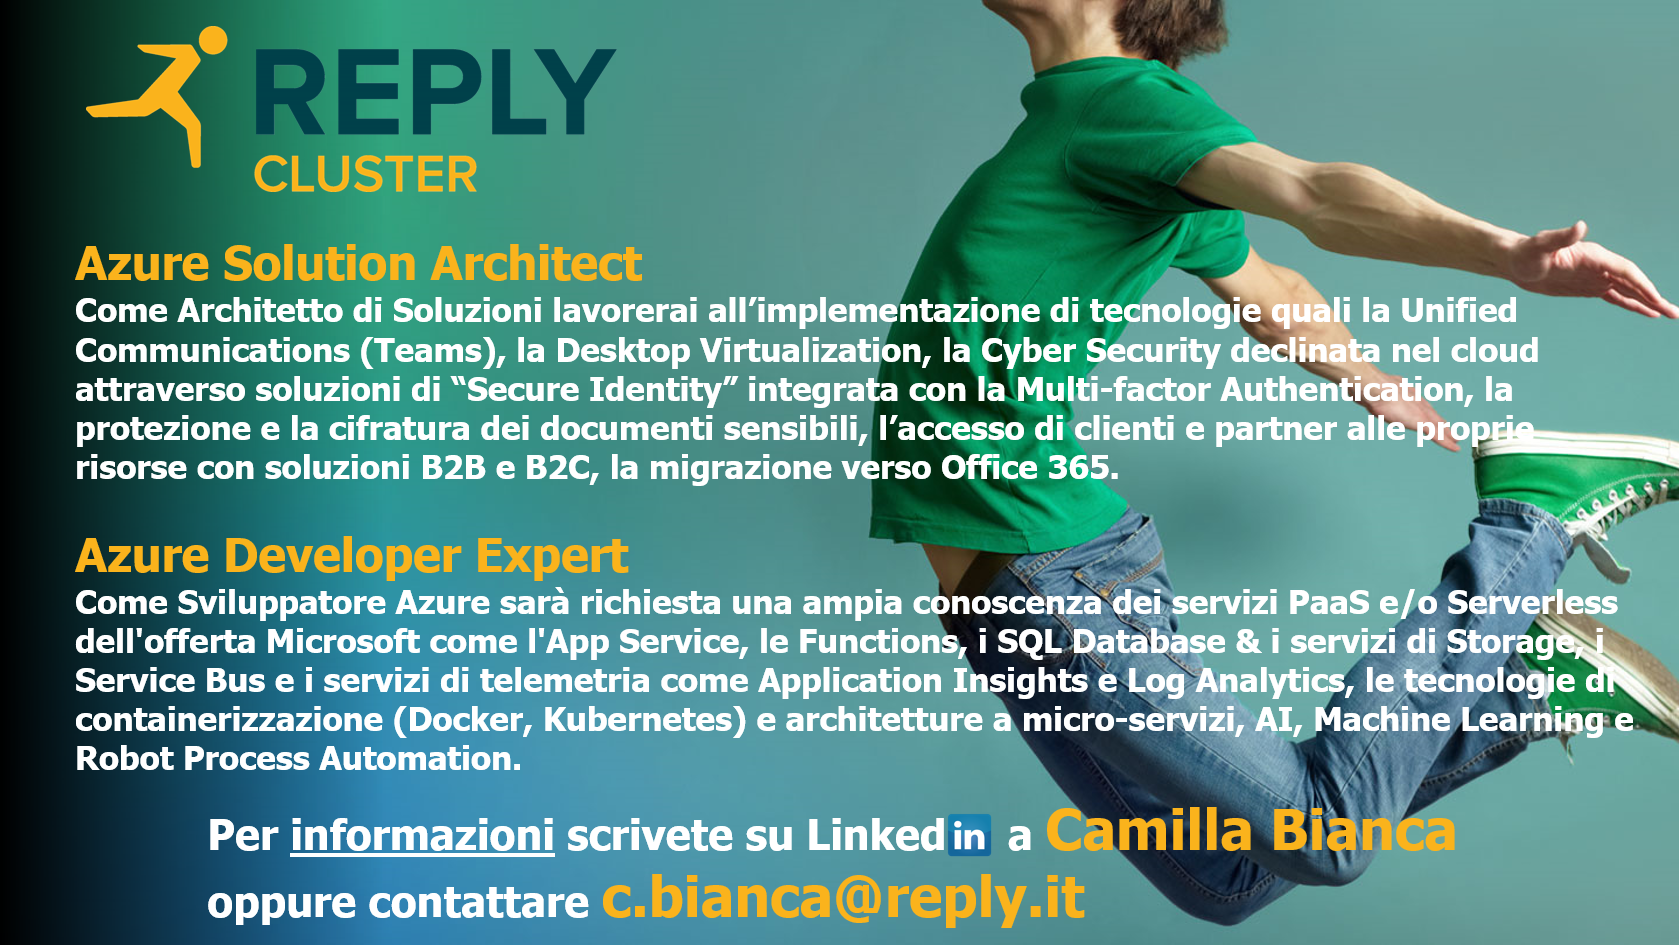 REPLY
CLUSTER
Azure Solution Architect
Come Architetto di Soluzioni lavorerai all’implementazione di tecnologie quali la Unified
Communications (Teams), la Desktop Virtualization, la Cyber Security declinata nel cloud
attraverso soluzioni di “Secure Identity” integrata con la Multi-factor Authentication, la
protezione e la cifratura dei documenti sensibili, l’accesso di clienti e partner alle proprie
risorse con soluzioni B2B e B2C, la migrazione verso Office 365.
Azure Developer Expert
Come Sviluppatore Azure sarà richiesta una ampia conoscenza dei servizi PaaS e/o Serverless
dell'offerta Microsoft come l'App Service, le Functions, i SQL Database & i servizi di Storage, i
Service Bus e i servizi di telemetria come Application Insights e Log Analytics, le tecnologie di
containerizzazione (Docker, Kubernetes) e architetture a micro-servizi, AI, Machine Learning e
Robot Process Automation.
Per informazioni scrivete su Linkedin a Camilla Bianca
oppure contattare c.bianca@reply.it